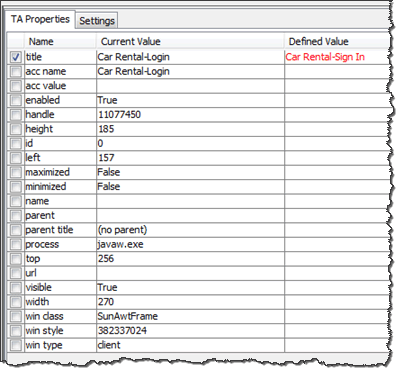 TA Properties Settings
Name Current Value Defined Value
title Car Rental-Login Car Rental-Sign In
acc name Car Rental-Login
acc value
enabled True
handle 11077450
height 185
id 0
left 157
maximized False
minimized False
name
parent
parent title (no parent)
process javaw.exe
top 256
url
visible True
width 270
win class SunAwtFrame
win style 382337024
win type client